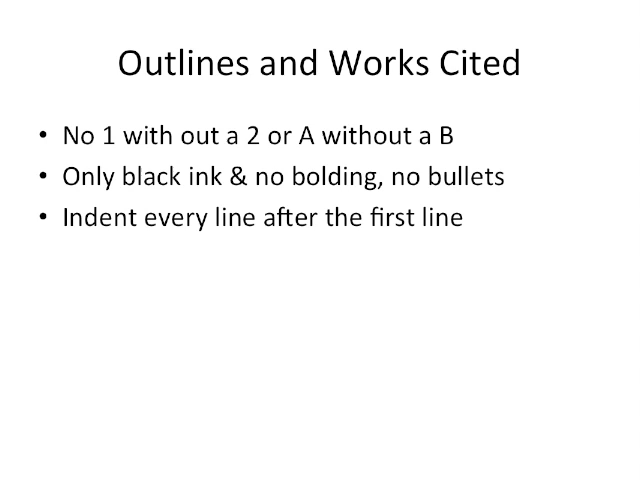 Outlines and Works Cited
• No 1 with out a 2 or A without a B
• Only black ink & no bolding, no bullets
• Indent every line after the first line